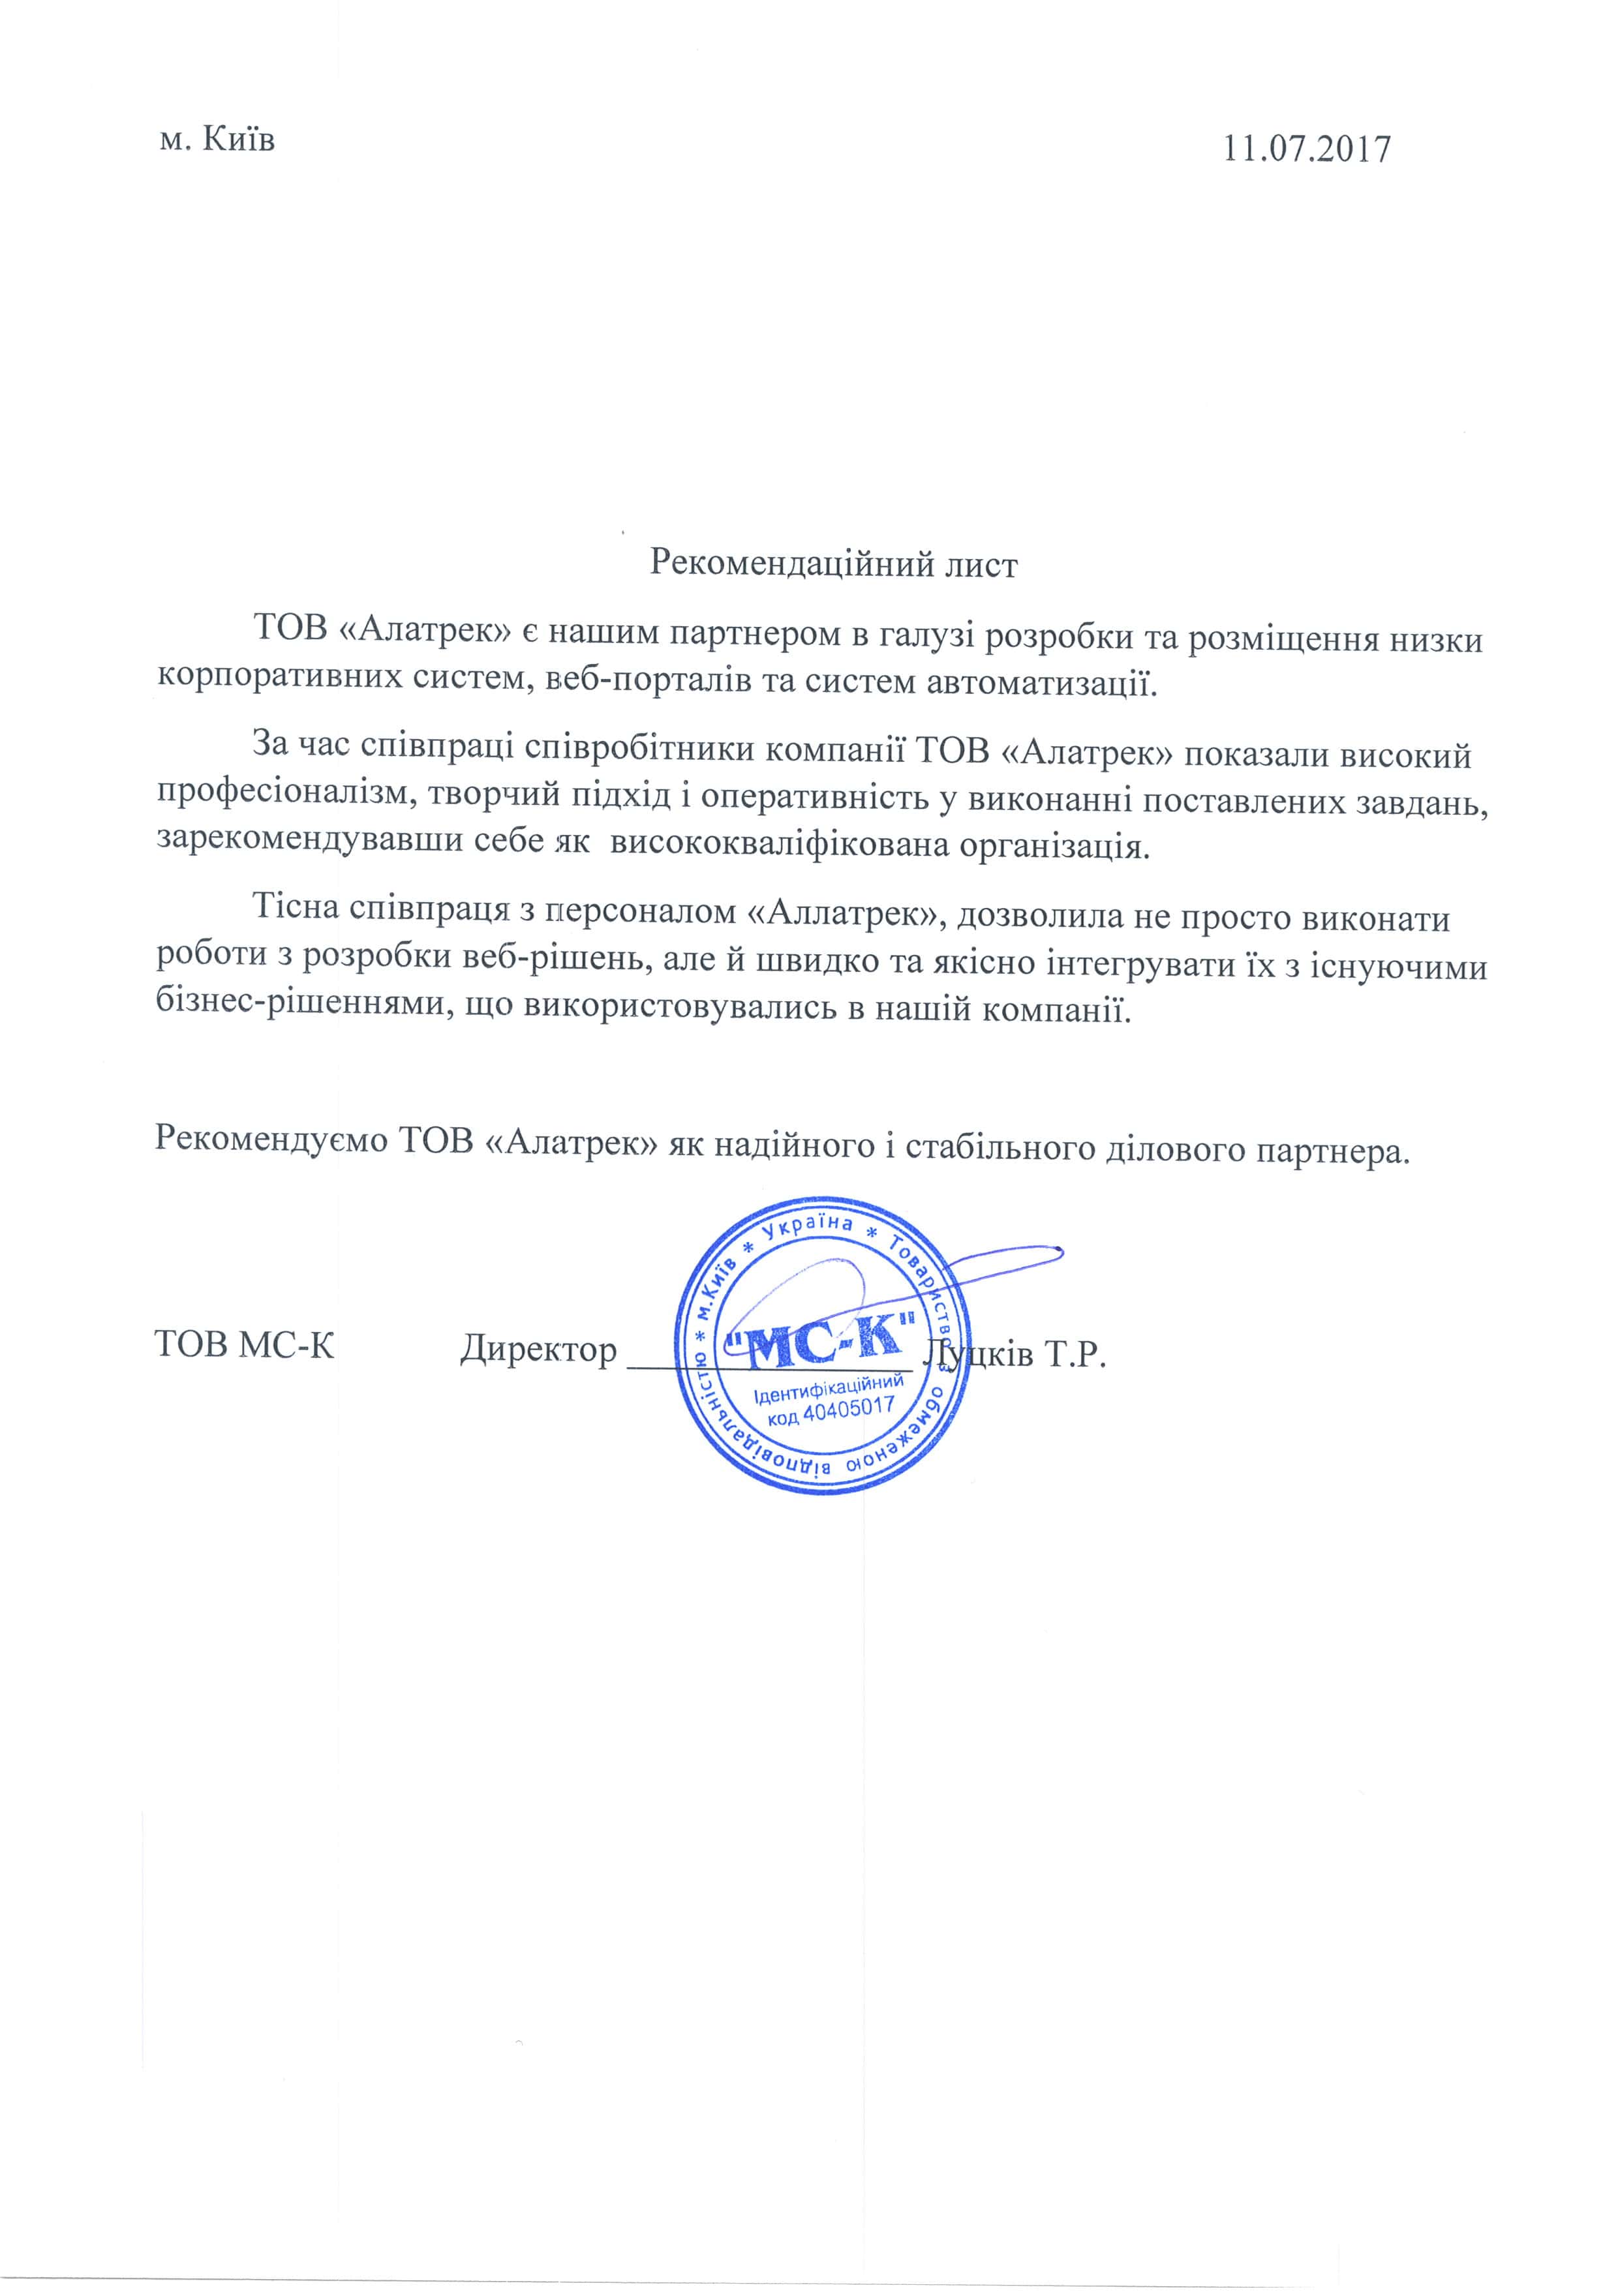 м. Київ 11.07.2017
Рекомендаційний лист
ТОВ «Алатрек» є нашим партнером в галузі розробки та розміщення низки
корпоративних систем, веб-порталів та систем автоматизації.
За час співпраці співробітники компанії ТОВ «Алатрек» показали високий
професіоналізм, творчий підхід і оперативність у виконанні поставлених завдань,
зарекомендувавши себе як висококваліфікована організація.
Тісна співпраця з персоналом «Аллатрек», дозволила не просто виконати
роботи з розробки веб-рішень, але й швидко та якісно інтегрувати їх з існуючими
бізнес-рішеннями, що використовувались в нашій компанії.
Рекомендуємо ТОВ «Алатрек» як надійного і стабільного ділового партнера.
ТОВ МС-К Директор _______________ Луцків Т.Р.
м.Київ * Україна * Товариство з обмеженою відповідальністю *
"МС-К"
Ідентифікаційний
код 40405017